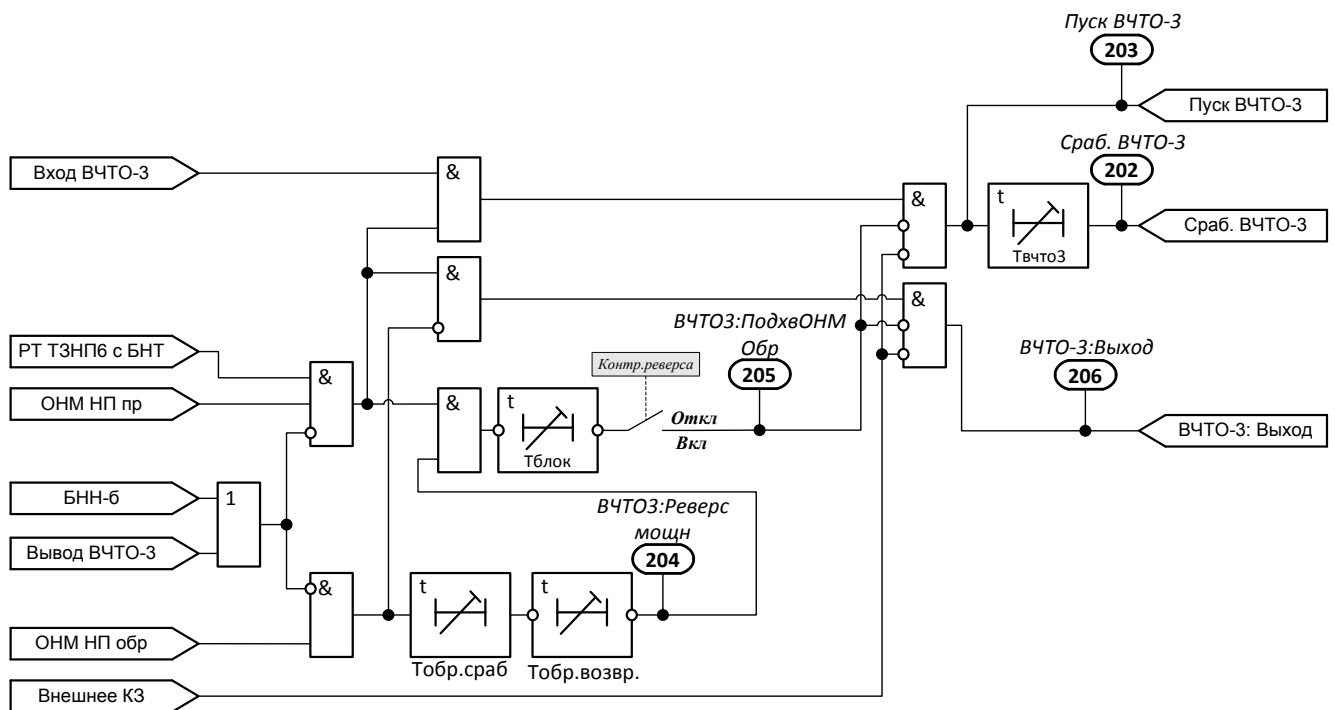 Пуск ВЧТО-3
203
Пуск ВЧТО-3
Сраб. ВЧТО-3
202
Вход ВЧТО-3
&
&
t
Твчто3
Сраб. ВЧТО-3
&
&
ВЧТО3:ПодхвОНМ
Обр
205
РТ ТЗНП6 с БНТ
ОНМ НП пр
&
Контр.реверса
ВЧТО-3:Выход
206
&
t
Тблок
Откл
Вкл
ВЧТО-3: Выход
БНН-б
1
Вывод ВЧТО-3
ВЧТО3:Реверс
мощн
204
&
t
t
ОНМ НП обр
Тобр.сраб
Тобр.возвр.
Внешнее КЗ